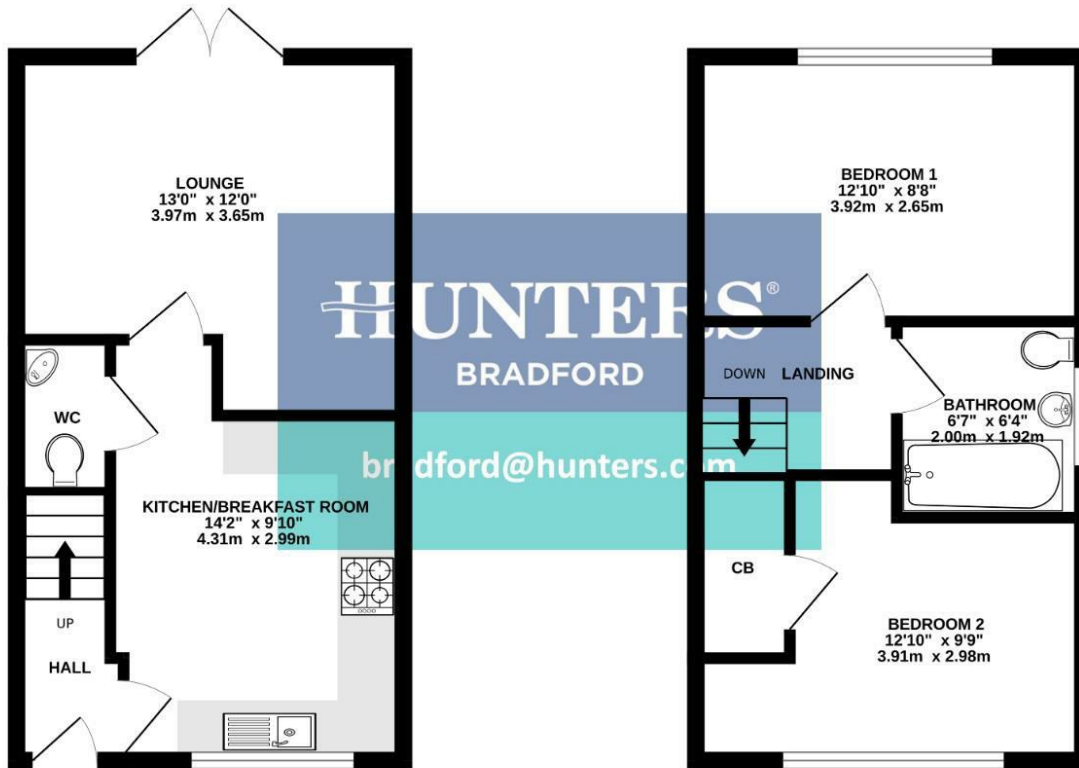 LOUNGE
13'0" x 12'0"
3.97m x 3.65m
WC
KITCHEN/BREAKFAST ROOM
14'2" x 9'10"
4.31m x 2.99m
UP
HALL
HUNTERS®
BRADFORD
bradford@hunters.com
BEDROOM 1
12'10" x 8'8"
3.92m x 2.65m
DOWN LANDING
BATHROOM
6'7" x 6'4"
2.00m x 1.92m
CB
BEDROOM 2
12'10" x 9'9"
3.91m x 2.98m